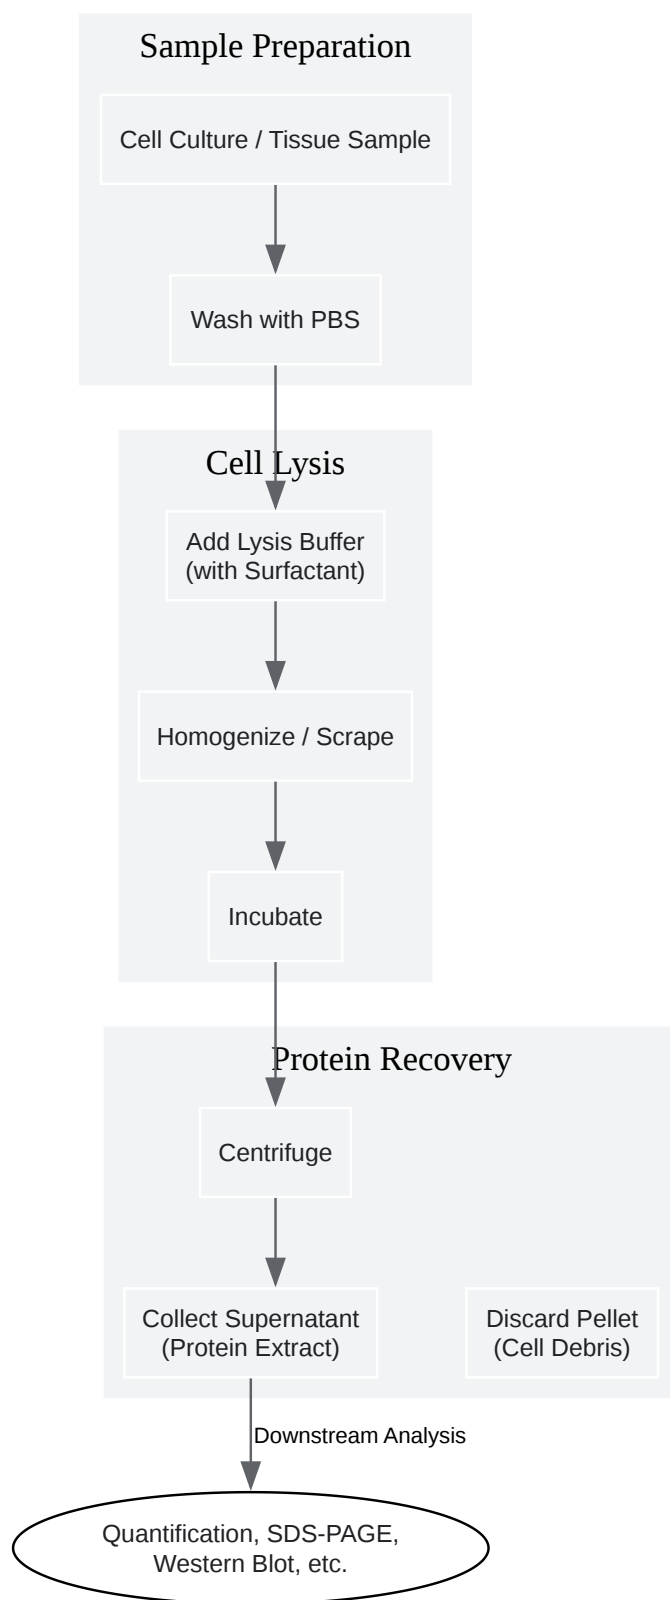 Sample Preparation
Cell Culture / Tissue Sample
Wash with PBS
Cell Lysis
Add Lysis Buffer
(with Surfactant)
Homogenize / Scrape
Incubate
Protein Recovery
Centrifuge
Collect Supernatant
(Protein Extract)
Discard Pellet
(Cell Debris)
Downstream Analysis
Quantification, SDS-PAGE,
Western Blot, etc.